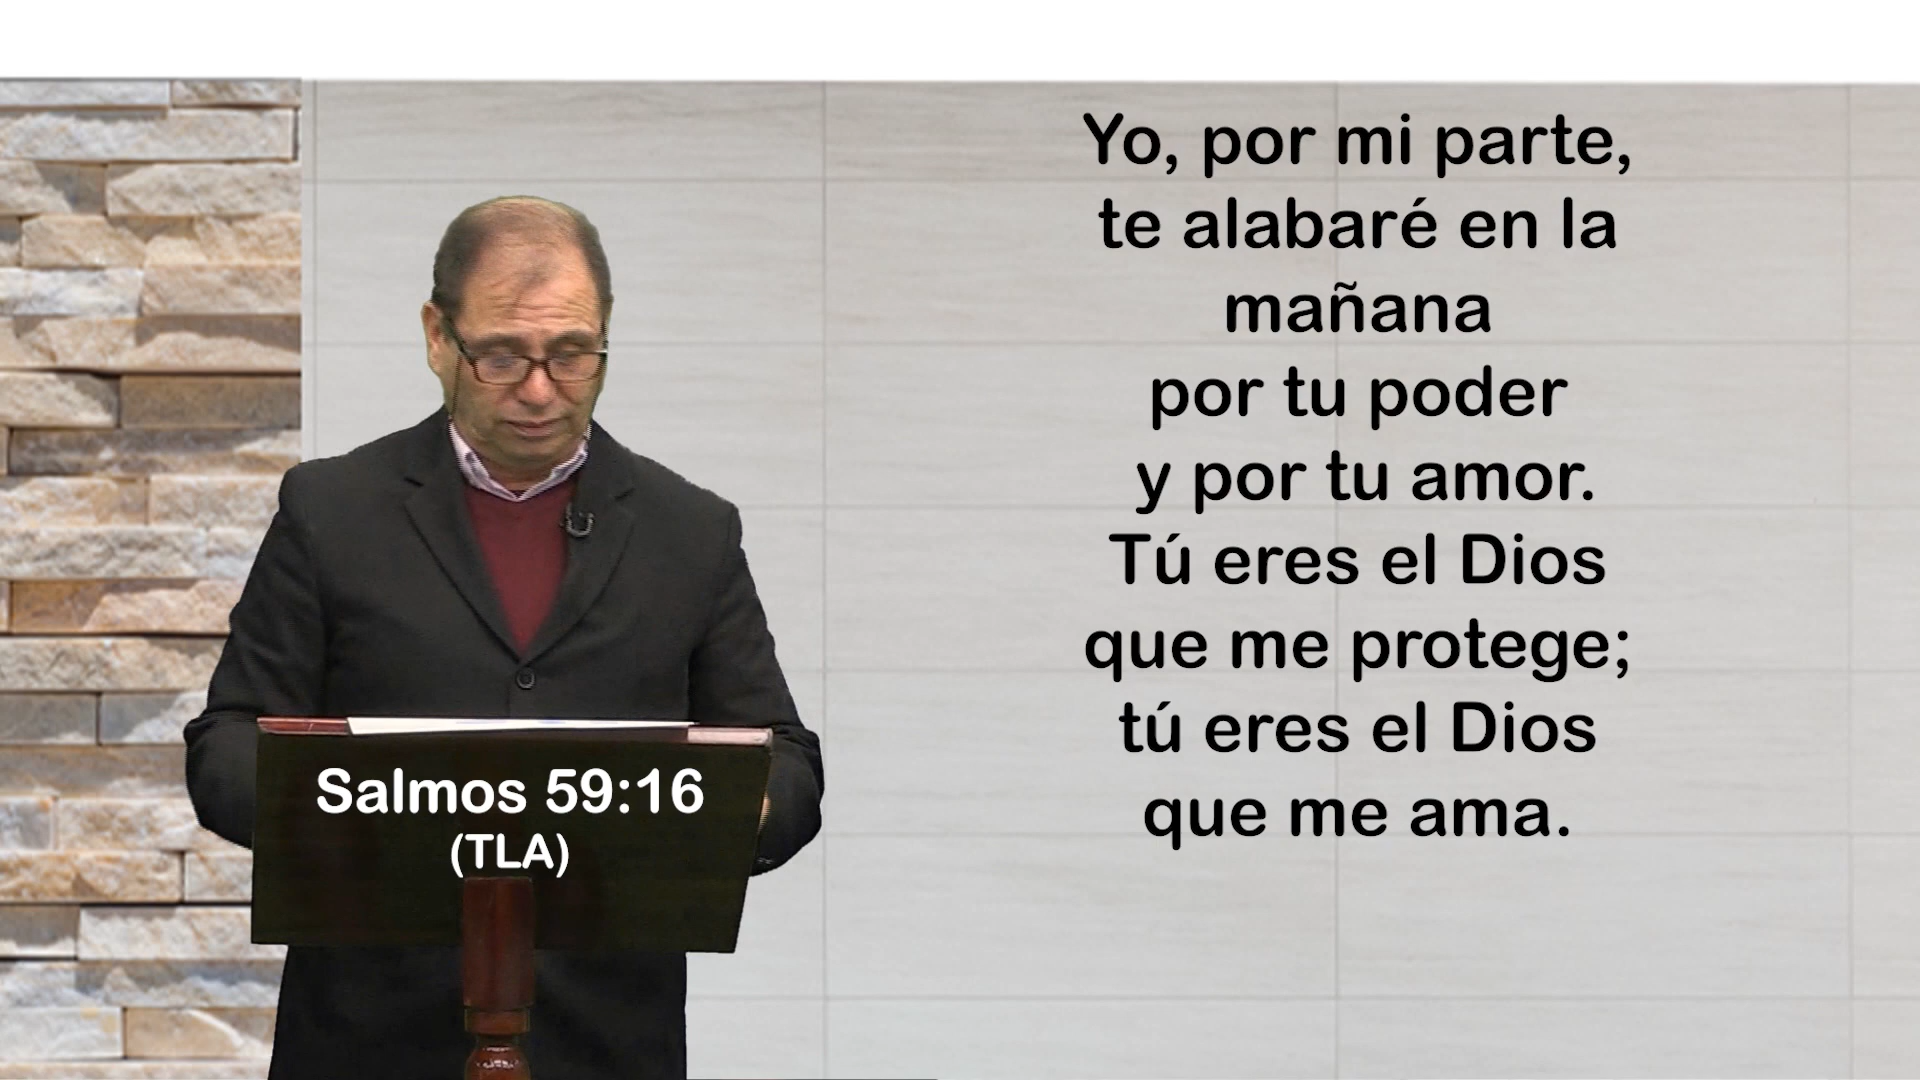 Yo, por mi parte,
te alabaré en la
mañana
por tu poder
y por tu amor.
Tú eres el Dios
que me protege;
tú eres el Dios
que me ama.
Salmos 59:16
(TLA)